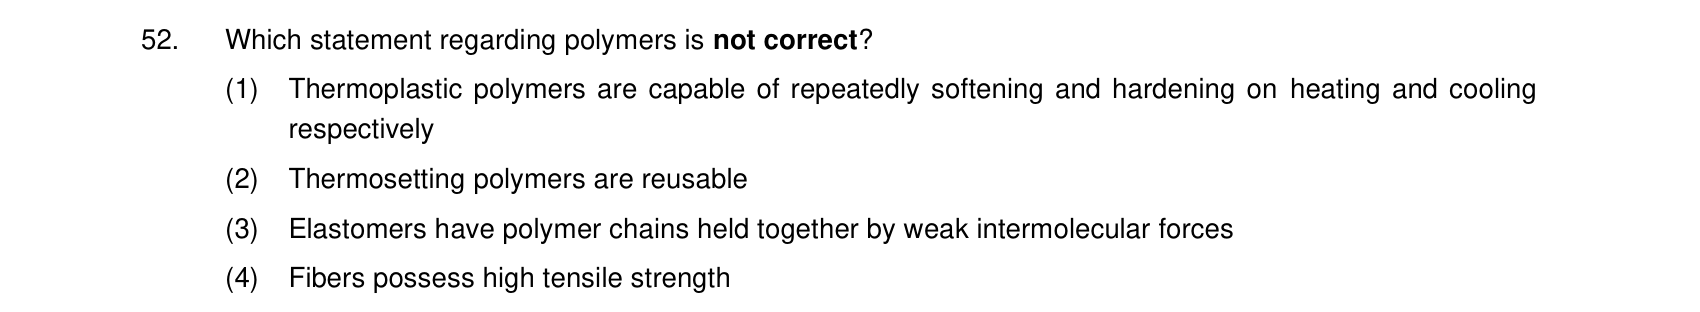 52. Which statement regarding polymers is not correct?
(1) Thermoplastic polymers are capable of repeatedly softening and hardening on heating and cooling
respectively
(2) Thermosetting polymers are reusable
(3) Elastomers have polymer chains held together by weak intermolecular forces
(4) Fibers possess high tensile strength